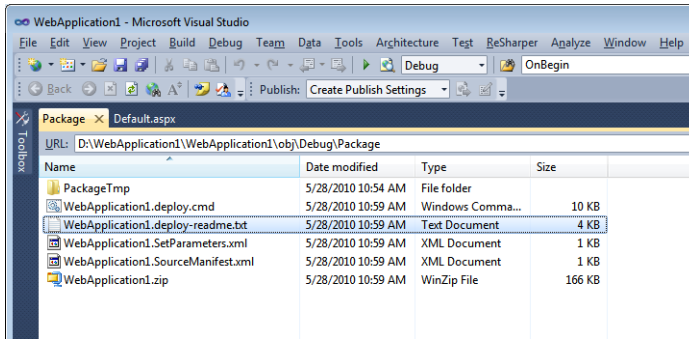 WebApplication1 - Microsoft Visual Studio
File Edit View Project Build Debug Team Data Tools Architecture Test ReSharper Analyze Window Help
Debug OnBegin
Back A° Publish: Create Publish Settings
Toolbox
Package Default.aspx
URL: D:\WebApplication1\WebApplication1\obj\Debug\Package
Name Date modified Type Size
PackageTmp 5/28/2010 10:54 AM File folder
WebApplication1.deploy.cmd 5/28/2010 10:59 AM Windows Comma... 10 KB
WebApplication1.deploy-readme.txt 5/28/2010 10:59 AM Text Document 4 KB
WebApplication1.SetParameters.xml 5/28/2010 10:59 AM XML Document 1 KB
WebApplication1.SourceManifest.xml 5/28/2010 10:59 AM XML Document 1 KB
WebApplication1.zip 5/28/2010 10:59 AM WinZip File 166 KB